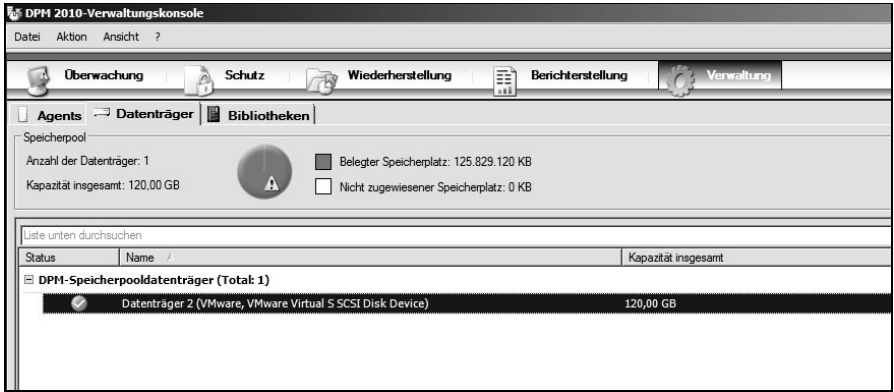 DPM 2010-Verwaltungskonsole
Datei Aktion Ansicht ?
Überwachung Schutz Wiederherstellung Berichterstellung Verwaltung
Agents Datenträger Bibliotheken
Speicherpool
Anzahl der Datenträger: 1
Kapazität insgesamt: 120,00 GB
Belegter Speicherplatz: 125.829.120 KB
Nicht zugewiesener Speicherplatz: 0 KB
Liste unten durchsuchen
Status Name Kapazität insgesamt
DPM-Speicherpooldatenträger (Total: 1)
Datenträger 2 (VMware, VMware Virtual S SCSI Disk Device) 120,00 GB